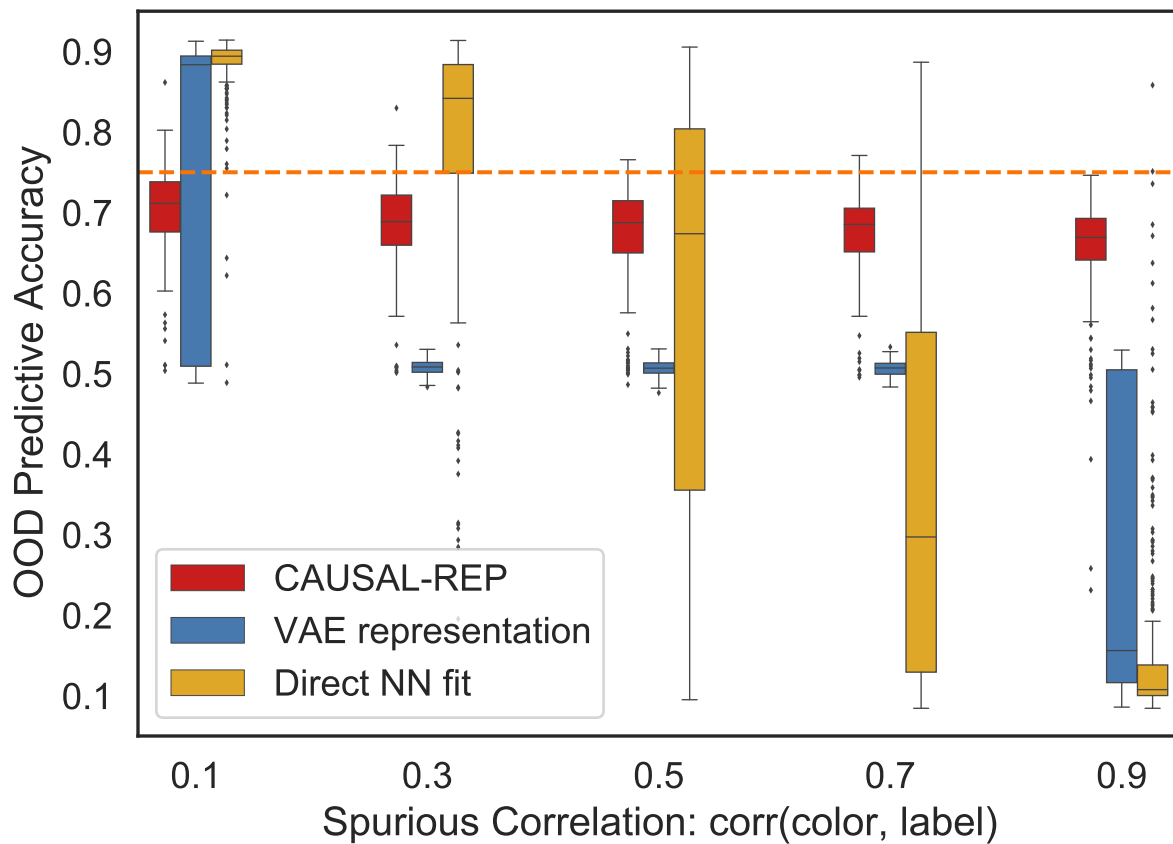 OOD Predictive Accuracy
0.9
0.8
0.7
0.6
0.5
0.4
0.3
0.2
0.1
CAUSAL-REP
VAE representation
Direct NN fit
0.1 0.3 0.5 0.7 0.9
Spurious Correlation: corr(color, label)